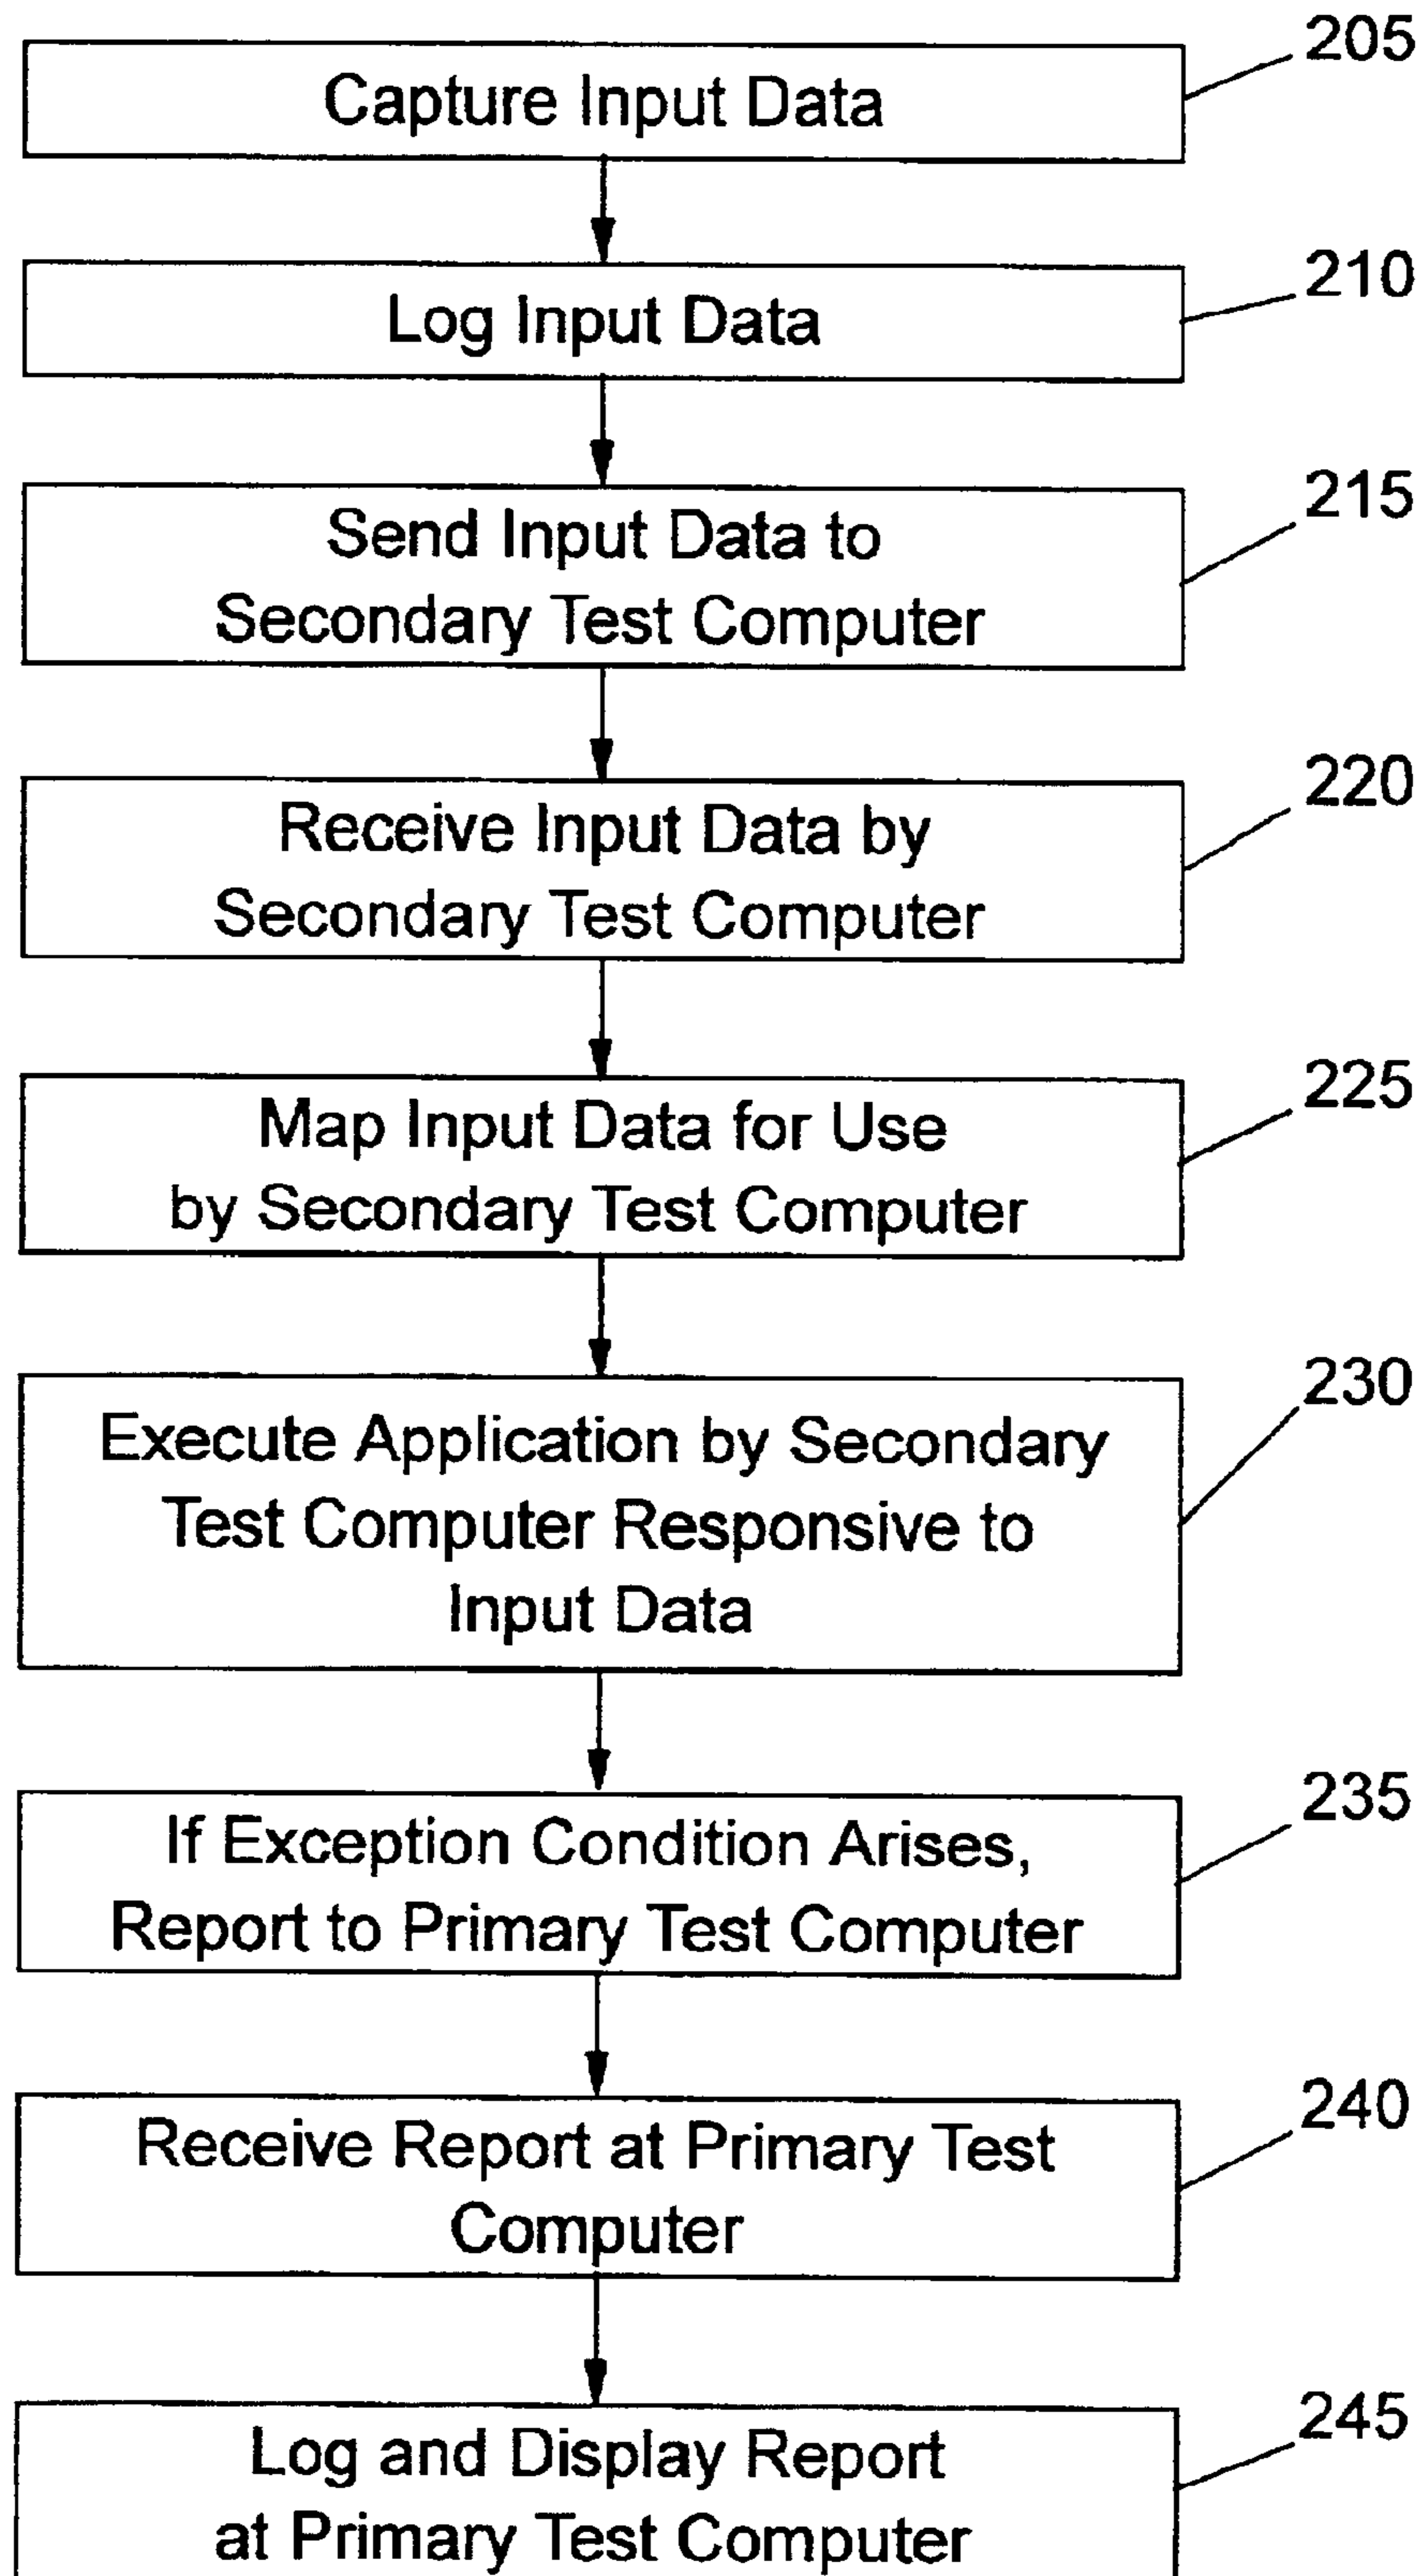 205
Capture Input Data
210
Log Input Data
215
Send Input Data to
Secondary Test Computer
220
Receive Input Data by
Secondary Test Computer
225
Map Input Data for Use
by Secondary Test Computer
230
Execute Application by Secondary
Test Computer Responsive to
Input Data
235
If Exception Condition Arises,
Report to Primary Test Computer
240
Receive Report at Primary Test
Computer
245
Log and Display Report
at Primary Test Computer